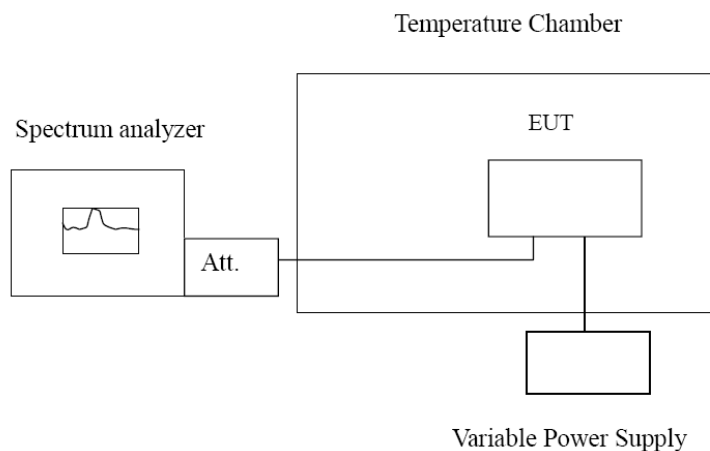 Temperature Chamber
Spectrum analyzer
EUT
Att.
Variable Power Supply